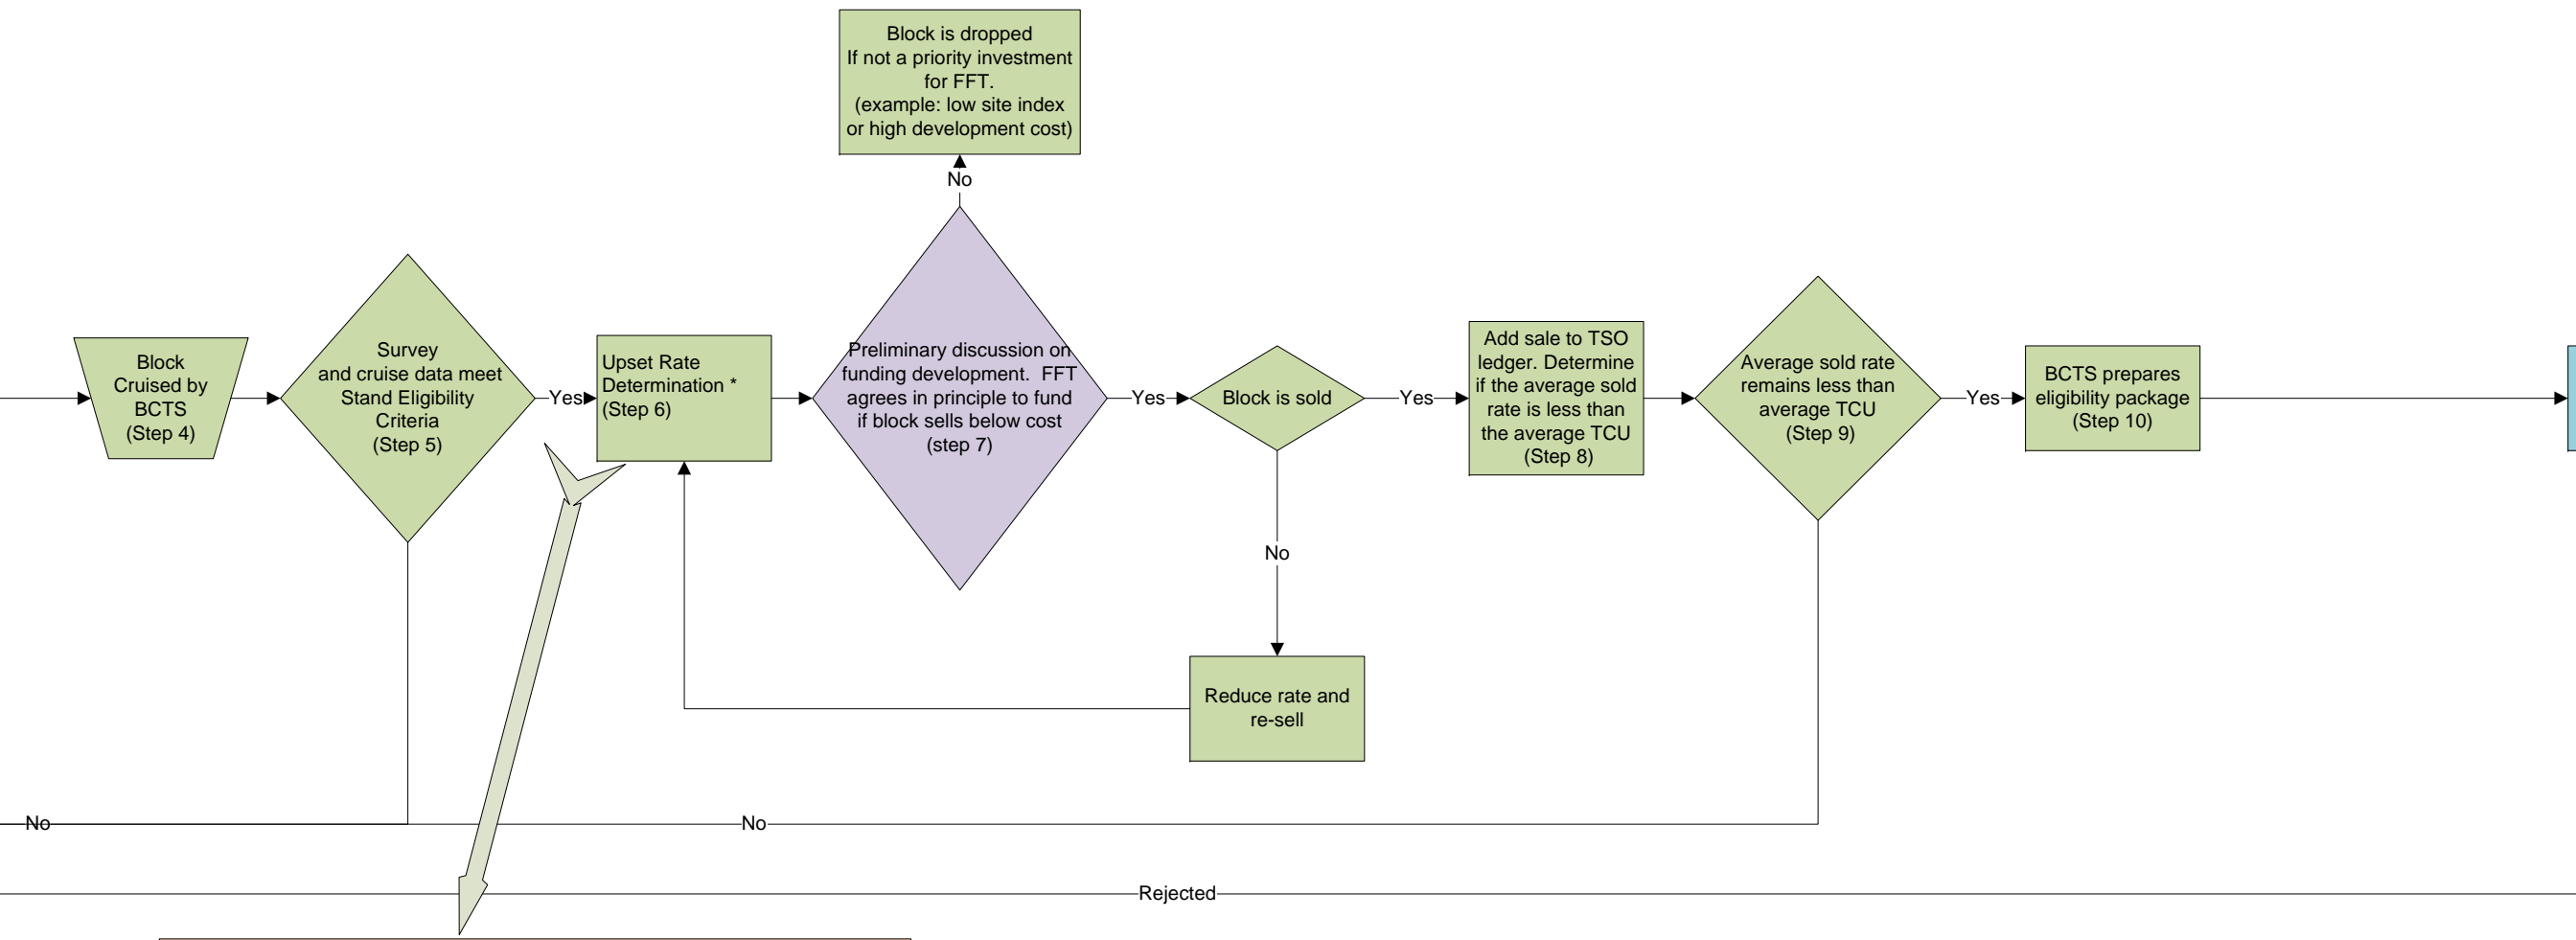 Block is dropped
If not a priority investment
for FFT.
(example: low site index
or high development cost)
No
Block
Cruised by
BCTS
(Step 4)
Survey
and cruise data meet
Stand Eligibility
Criteria
(Step 5)
Yes
Upset Rate
Determination *
(Step 6)
Preliminary discussion on
funding development.  FFT
agrees in principle to fund
if block sells below cost
(step 7)
Yes
Block is sold
Yes
Add sale to TSO
ledger. Determine
if the average sold
rate is less than
the average TCU
(Step 8)
Average sold rate
remains less than
average TCU
(Step 9)
Yes
BCTS prepares
eligibility package
(Step 10)
No
Reduce rate and
re-sell
No
No
Rejected